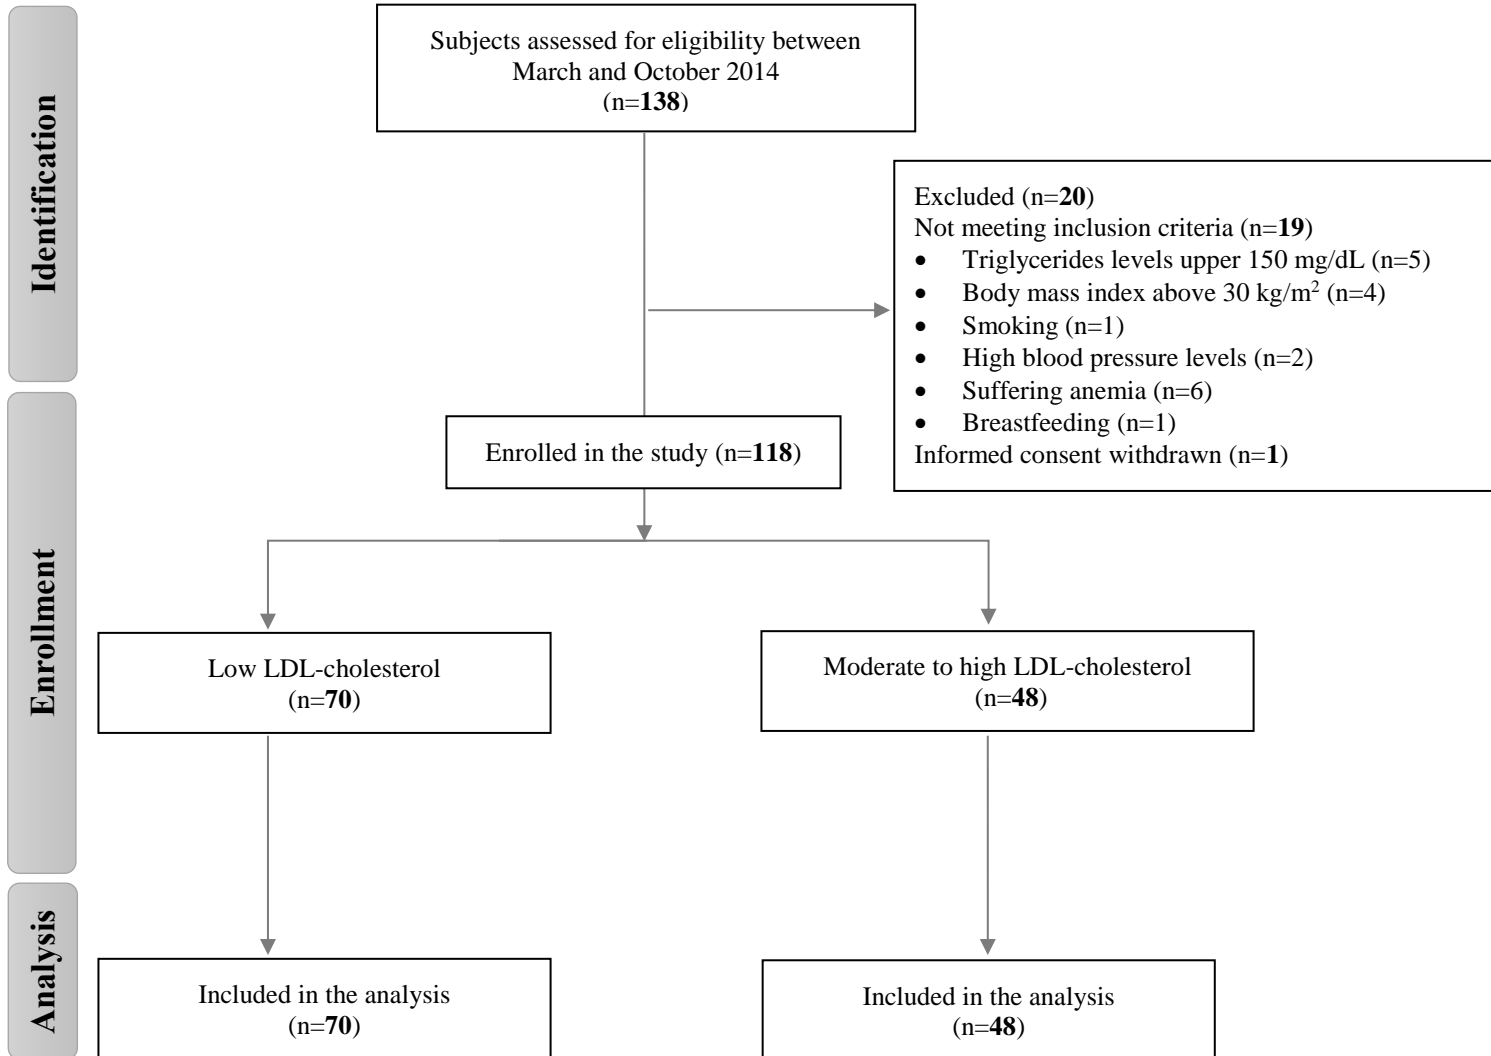 Identification
Subjects assessed for eligibility between
March and October 2014
(n=138)
Excluded (n=20)
Not meeting inclusion criteria (n=19)
• Triglycerides levels upper 150 mg/dL (n=5)
• Body mass index above 30 kg/m² (n=4)
• Smoking (n=1)
• High blood pressure levels (n=2)
• Suffering anemia (n=6)
• Breastfeeding (n=1)
Informed consent withdrawn (n=1)
Enrollment
Enrolled in the study (n=118)
Low LDL-cholesterol
(n=70)
Moderate to high LDL-cholesterol
(n=48)
Analysis
Included in the analysis
(n=70)
Included in the analysis
(n=48)